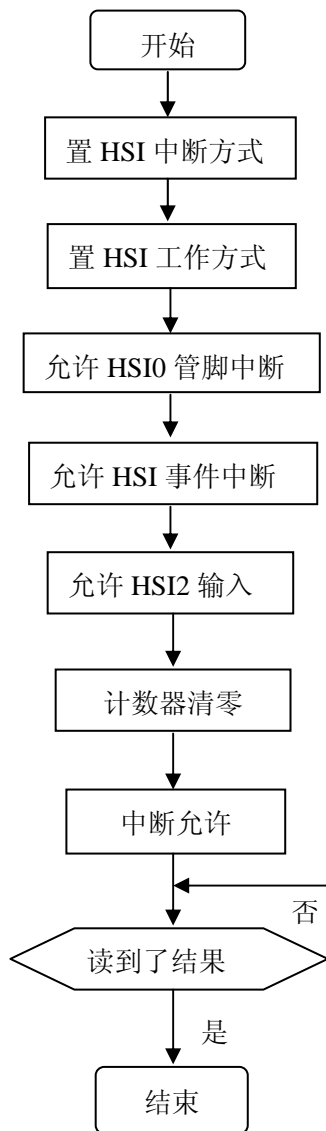 开始
置 HSI 中断方式
置 HSI 工作方式
允许 HSI0 管脚中断
允许 HSI 事件中断
允许 HSI2 输入
计数器清零
中断允许
否
读到了结果
是
结束